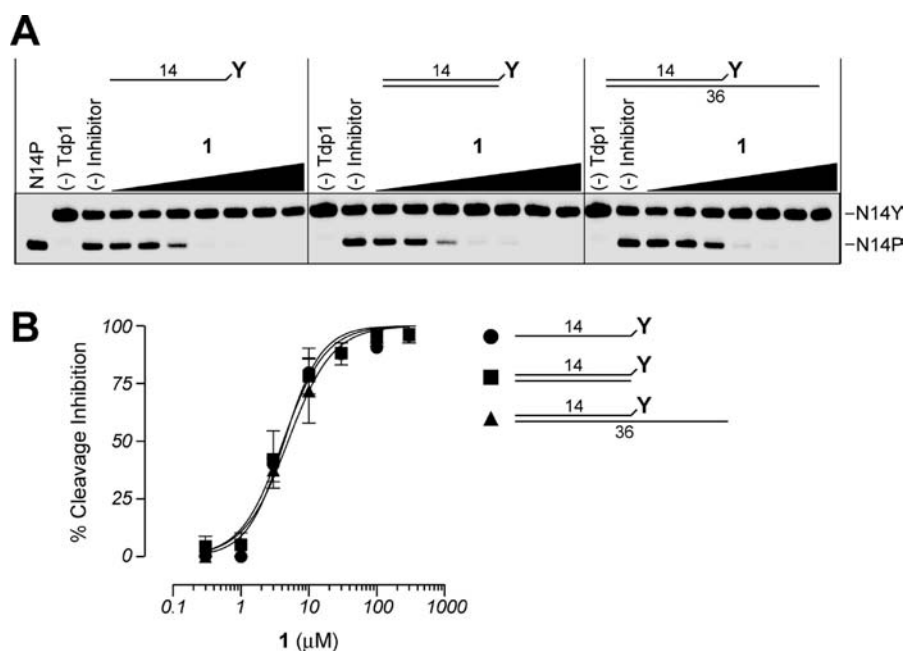 A
14 Y 14 Y 14 Y
36
N14P (-) Tdp1 (-) Inhibitor 1 (-) Tdp1 (-) Inhibitor 1 (-) Tdp1 (-) Inhibitor 1
–N14Y
–N14P
B
% Cleavage Inhibition
100
75
50
25
0
0.1 1 10 100 1000
1 (μM)
14 Y
14 Y
14 Y
36